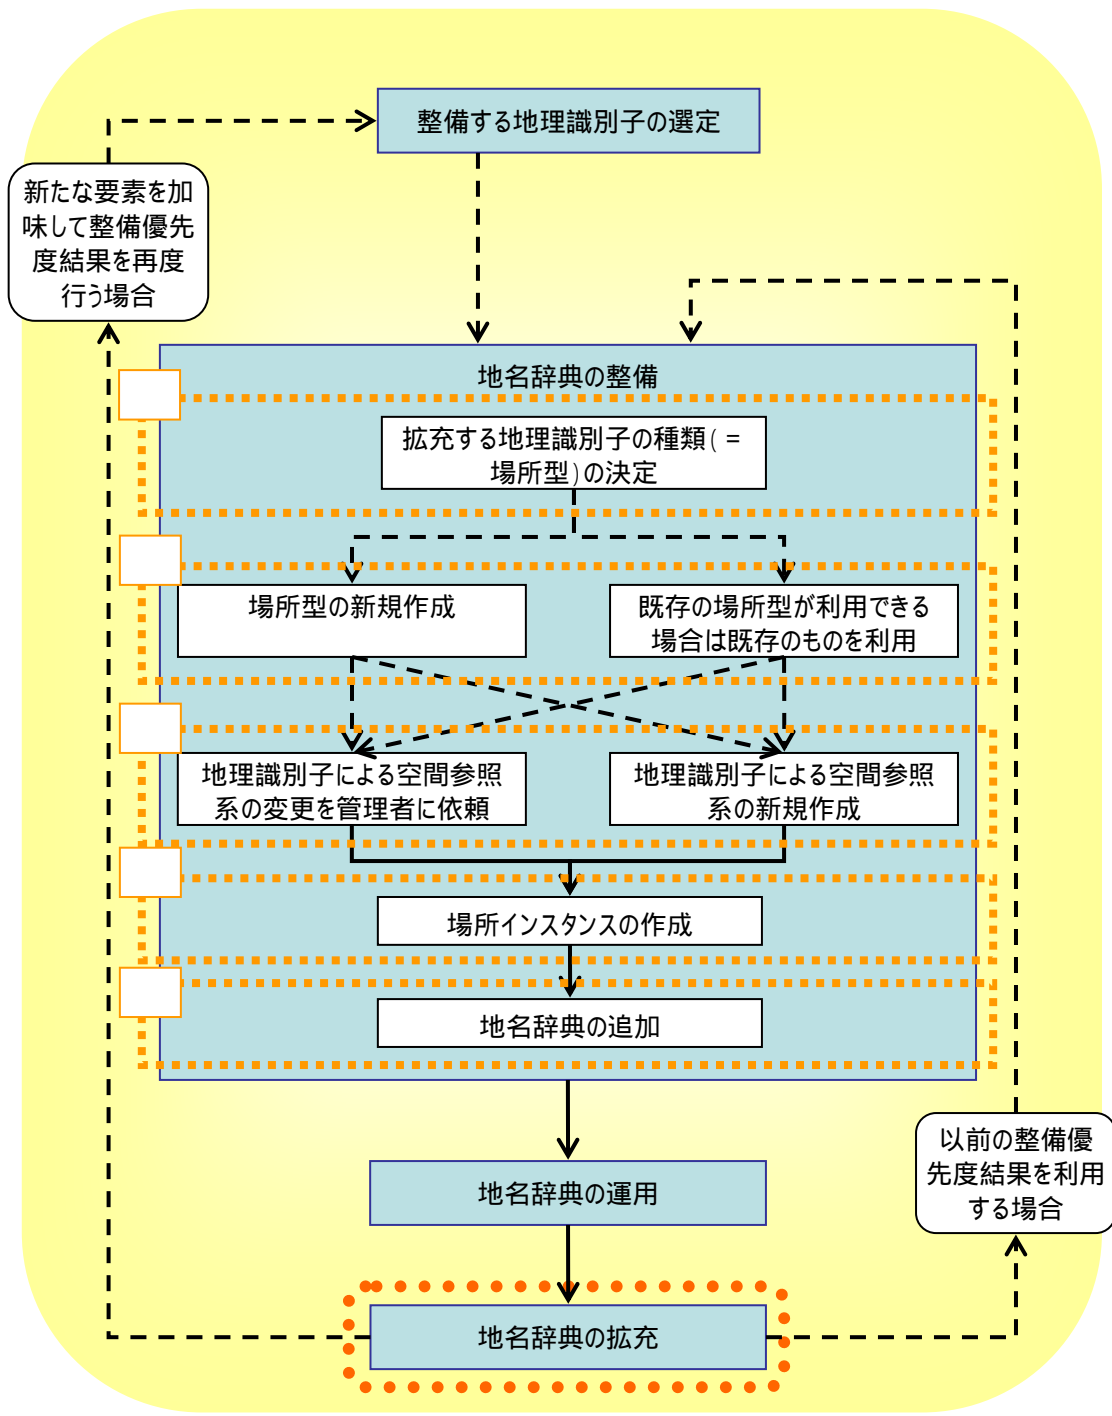 整備する地理識別子の選定
新たな要素を加
味して整備優先
度結果を再度
行う場合
地名辞典の整備
拡充する地理識別子の種類(=
場所型)の決定
場所型の新規作成
既存の場所型が利用できる
場合は既存のものを利用
地理識別子による空間参照
系の変更を管理者に依頼
地理識別子による空間参照
系の新規作成
場所インスタンスの作成
地名辞典の追加
以前の整備優
先度結果を利用
する場合
地名辞典の運用
地名辞典の拡充